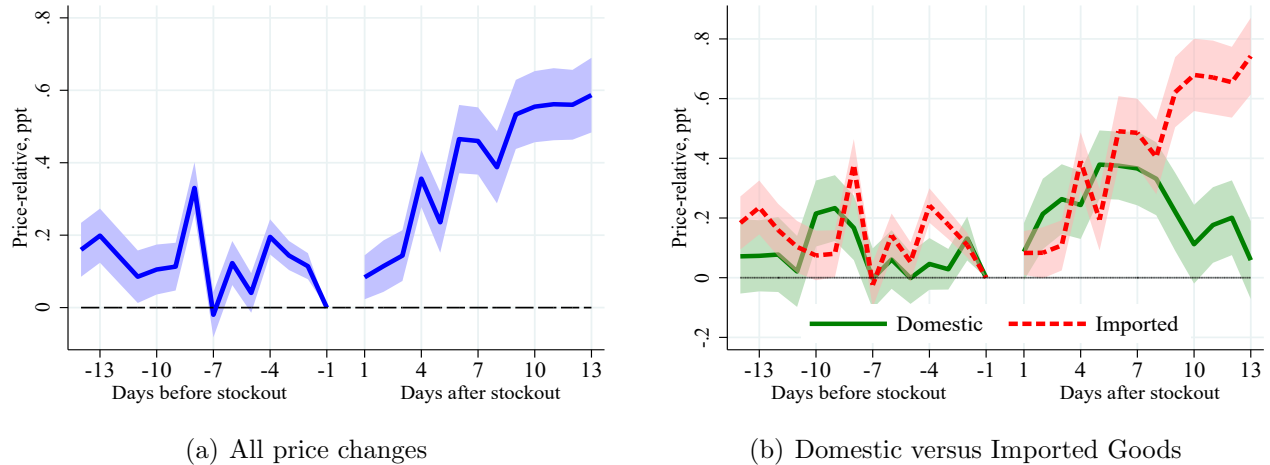 Price-relative, ppt
.8
.6
.4
.2
0
-13 -10 -7 -4 -1 1 4 7 10 13
Days before stockout Days after stockout
(a) All price changes
Price-relative, ppt
.8
.6
.4
.2
0
-.2
Domestic Imported
-13 -10 -7 -4 -1 1 4 7 10 13
Days before stockout Days after stockout
(b) Domestic versus Imported Goods